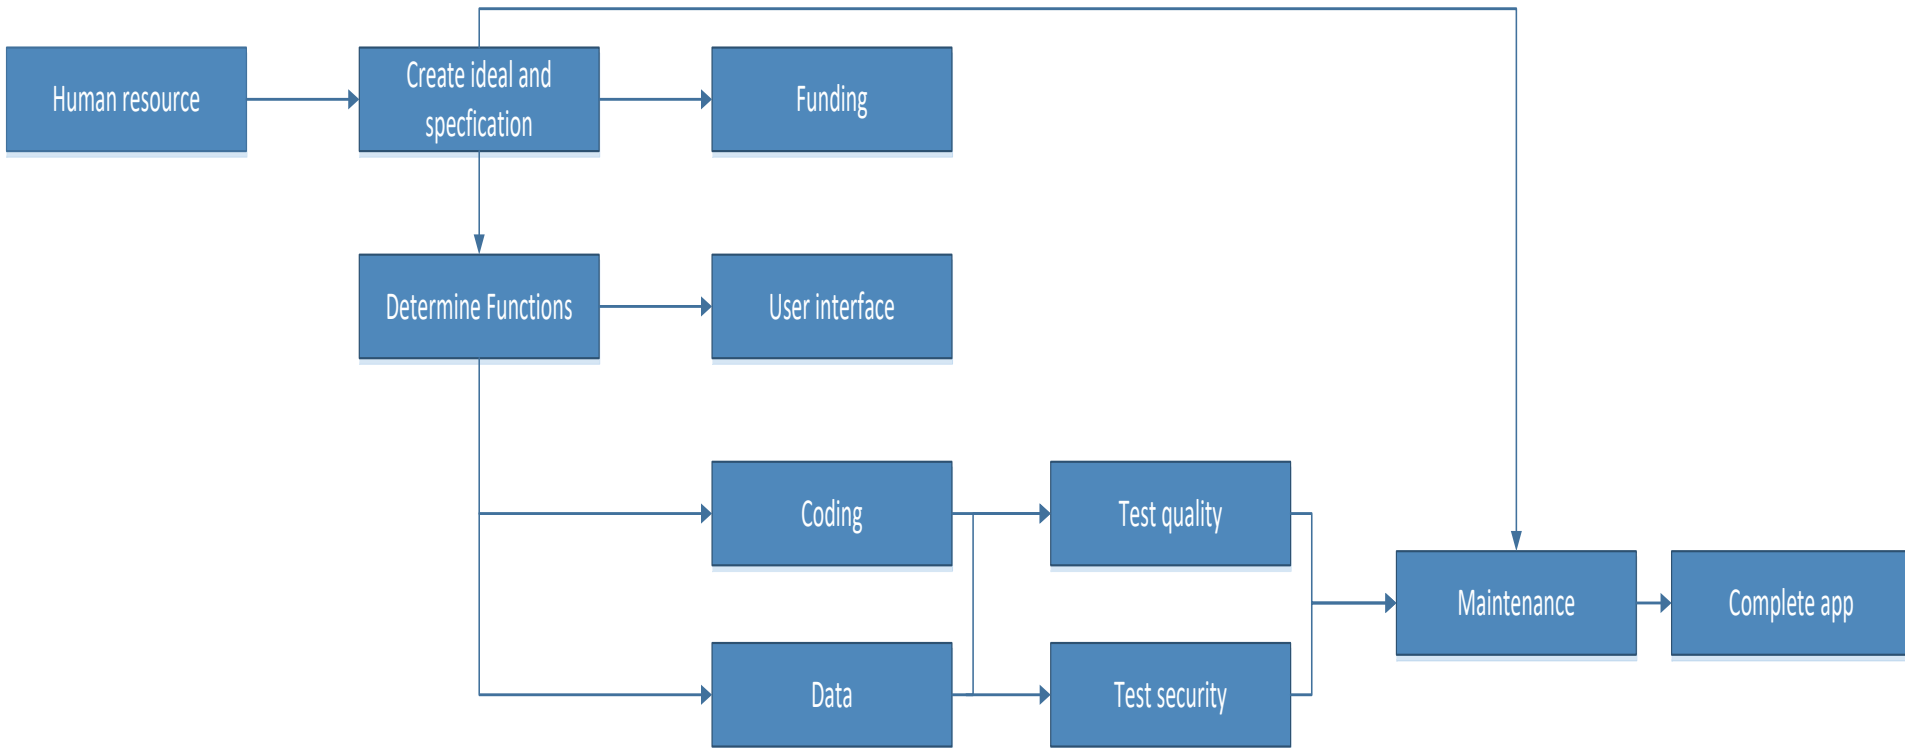 Human resource
Create ideal and
specfication
Funding
Determine Functions
User interface
Coding
Test quality
Maintenance
Complete app
Data
Test security